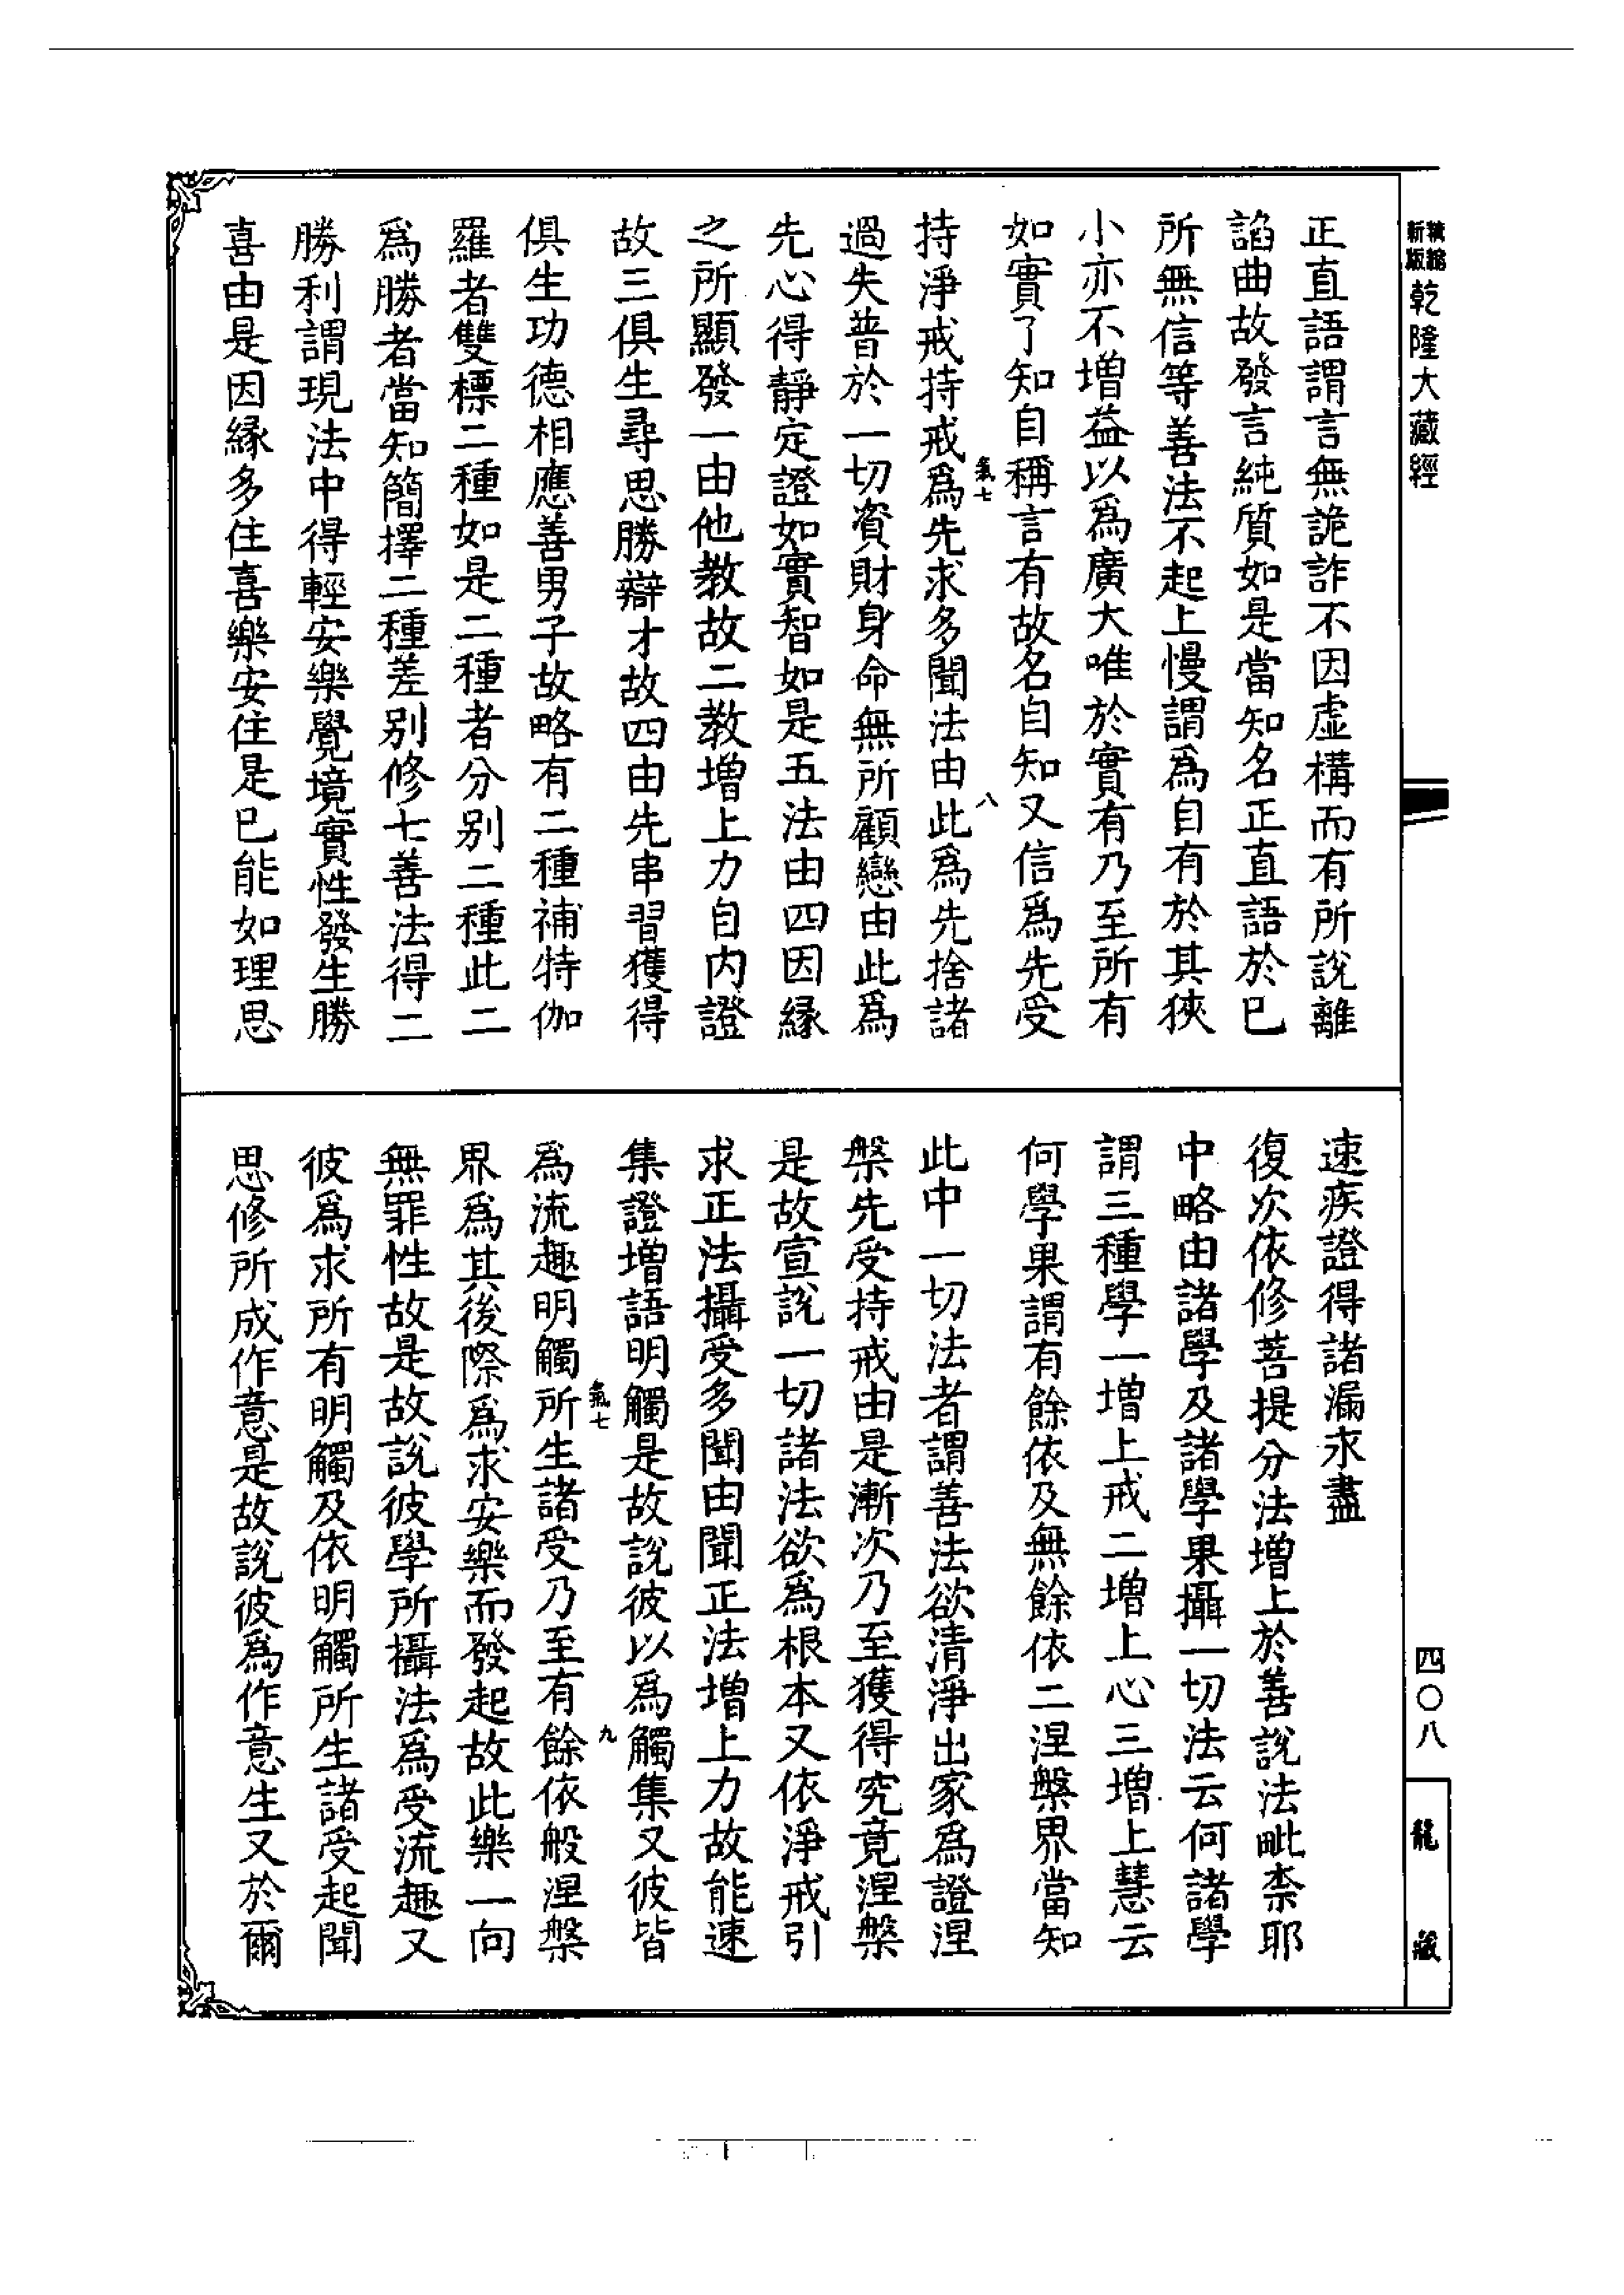 精縮新版乾隆大藏經
正直語謂言無詭詐不因虛構而有所說離
諂曲故發言純質如是當知名正直語於已
所無信等善法不起上慢謂為自有於其狹
小亦不增益以為廣大唯於實有乃至所有
如實了知自稱言有故名自知又信為先受
氣七
八
持淨戒持戒為先求多聞法由此為先捨諸
過失普於一切資財身命無所顧戀由此為
先心得靜定證如實智如是五法由四因緣
之所顯發一由他教故二教增上力自內證
故三俱生尋思勝辯才故四由先串習獲得
俱生功德相應善男子故略有二種補特伽
羅者雙標二種如是二種者分別二種此二
為勝者當知簡擇二種差別修七善法得二
勝利謂現法中得輕安樂覺境實性發生勝
喜由是因緣多住喜樂安住是已能如理思
速疾證得諸漏永盡
復次依修菩提分法增上於善說法毗柰耶
中略由諸學及諸學果攝一切法云何諸學
謂三種學一增上戒二增上心三增上慧云
何學果謂有餘依及無餘依二涅槃界當知
此中一切法者謂善法欲清淨出家為證涅
槃先受持戒由是漸次乃至獲得究竟涅槃
是故宣說一切諸法欲為根本又依淨戒引
求正法攝受多聞由聞正法增上力故能速
集證增語明觸是故說彼以為觸集又彼皆
氣七
九
為流趣明觸所生諸受乃至有餘依般涅槃
界為其後際為求安樂而發起故此樂一向
無罪性故是故說彼學所攝法為受流趣又
彼為求所有明觸及依明觸所生諸受起聞
思修所成作意是故說彼為作意生又於爾
四〇八
龍藏